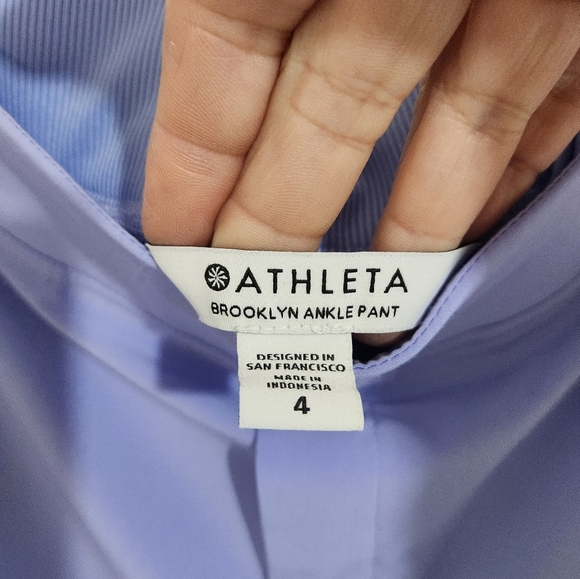 ATHLETA
BROOKLYN ANKLE PANT
DESIGNED IN
SAN FRANCISCO
MADE IN
INDONESIA
4